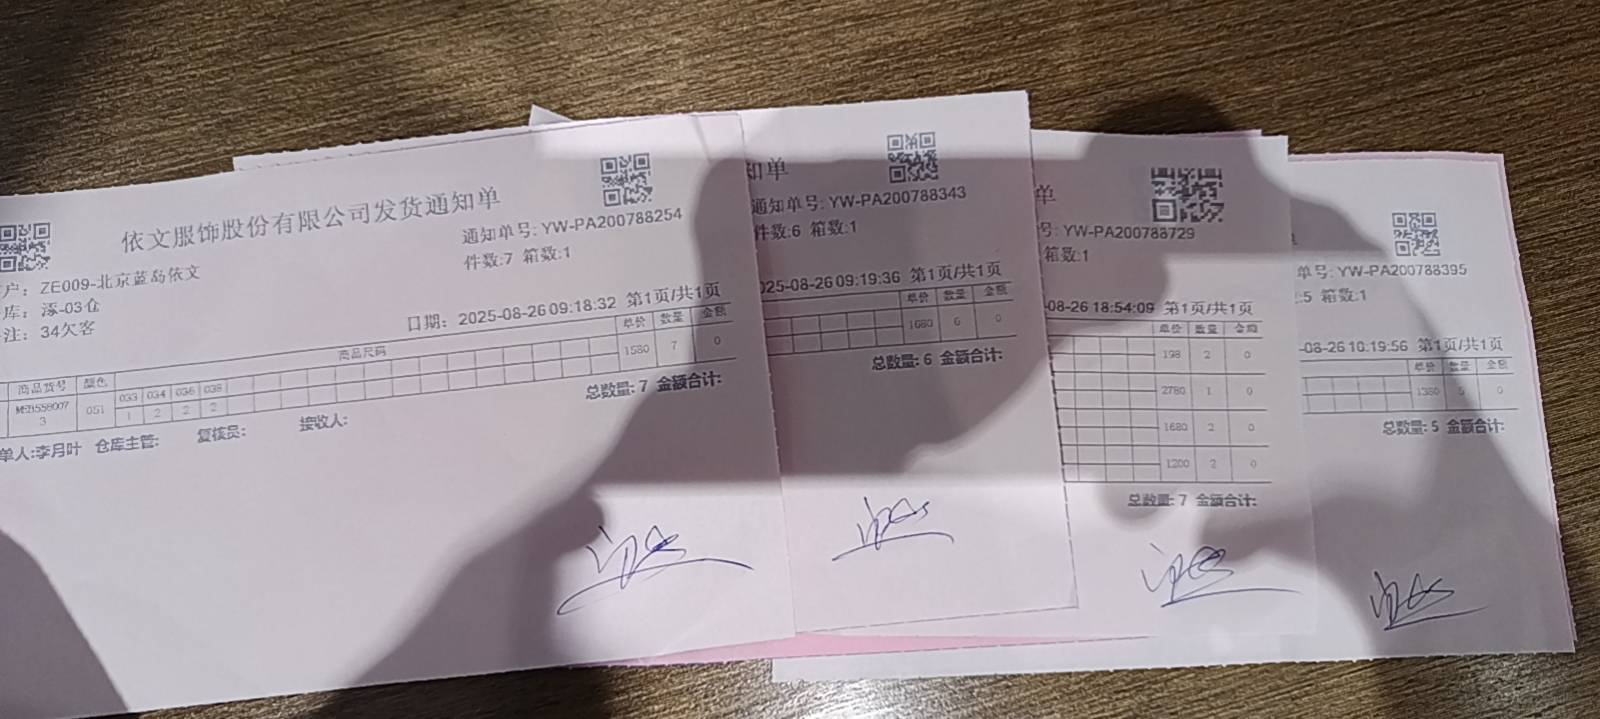 依文服饰股份有限公司发货通知单
通知单号: YW-PA200788254
件数:7 箱数:1
户: ZE009-北京蓝岛依文
库: 涿-03仓
注: 34欠客
日期: 2025-08-26 09:18:32 第1页/共1页
商品货号 颜色 商品尺码 单价 数量 金额
033 034 036 038
051 1 2 2 2 1580 7 0
3
总数量: 7 金额合计:
单人:李月叶 仓库主管: 复核员: 接收人:
知单
通知单号: YW-PA200788343
件数:6 箱数:1
025-08-26 09:19:36 第1页/共1页
单价 数量 金额
1680 6 0
总数量: 6 金额合计:
单
号: YW-PA200788729
箱数:1
-08-26 18:54:09 第1页/共1页
单价 数量 金额
198 2 0
2780 1 0
1680 2 0
1200 2 0
总数量: 7 金额合计:
单号: YW-PA200788395
:5 箱数:1
-08-26 10:19:56 第1页/共1页
单价 数量 金额
1380 5 0
总数量: 5 金额合计: